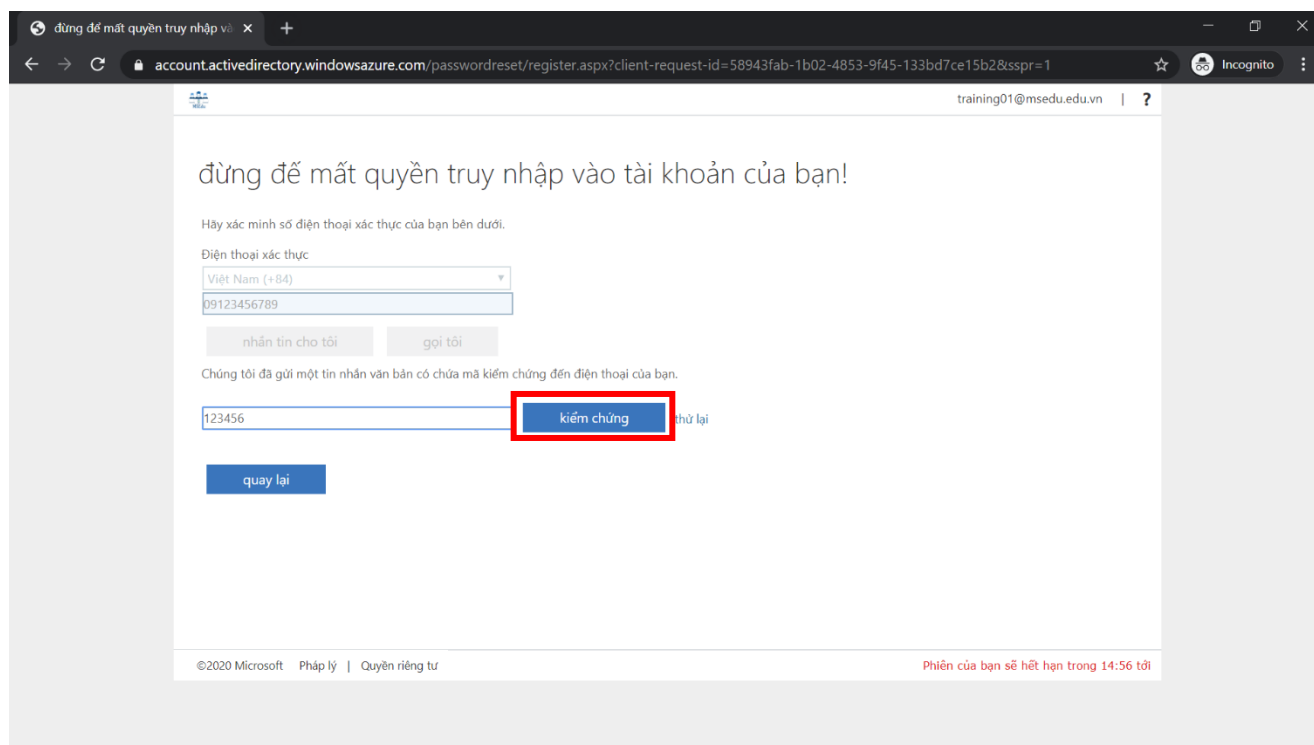 đừng để mất quyền truy nhập và
account.activedirectory.windowsazure.com/passwordreset/register.aspx?client-request-id=58943fab-1b02-4853-9f45-133bd7ce15b2&sspr=1
Incognito
training01@msedu.edu.vn | ?
đừng để mất quyền truy nhập vào tài khoản của bạn!
Hãy xác minh số điện thoại xác thực của bạn bên dưới.
Điện thoại xác thực
Việt Nam (+84)
09123456789
nhắn tin cho tôi gọi tôi
Chúng tôi đã gửi một tin nhắn văn bản có chứa mã kiểm chứng đến điện thoại của bạn.
123456 kiểm chứng thử lại
quay lại
©2020 Microsoft Pháp lý | Quyền riêng tư
Phiên của bạn sẽ hết hạn trong 14:56 tới